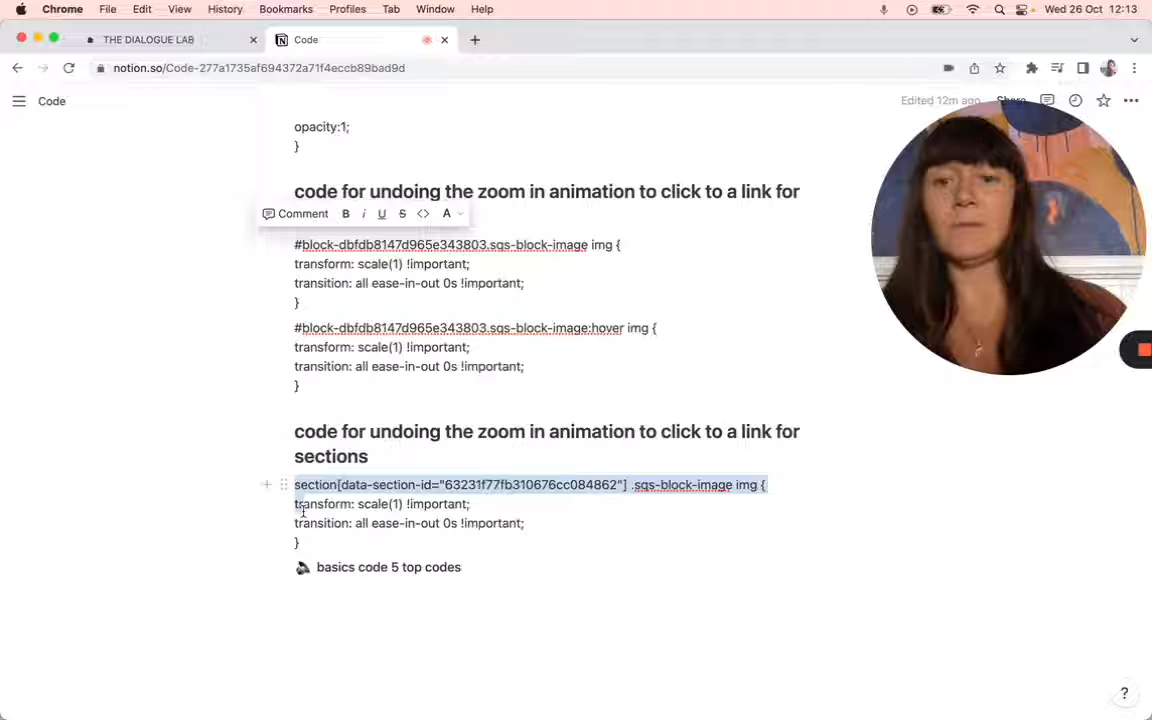 Chrome File Edit View History Bookmarks Profiles Tab Window Help Wed 26 Oct 12:13
THE DIALOGUE LAB Code
notion.so/Code-277a1735af694372a71f4eccb89bad9d
Code Edited 12m ago Share
opacity:1;
}
code for undoing the zoom in animation to click to a link for
Comment B i U S <> A
#block-dbfdb8147d965e343803.sqs-block-image img {
transform: scale(1) !important;
transition: all ease-in-out 0s !important;
}
#block-dbfdb8147d965e343803.sqs-block-image:hover img {
transform: scale(1) !important;
transition: all ease-in-out 0s !important;
}
code for undoing the zoom in animation to click to a link for
sections
section[data-section-id="63231f77fb310676cc084862"] .sqs-block-image img {
transform: scale(1) !important;
transition: all ease-in-out 0s !important;
}
basics code 5 top codes
?